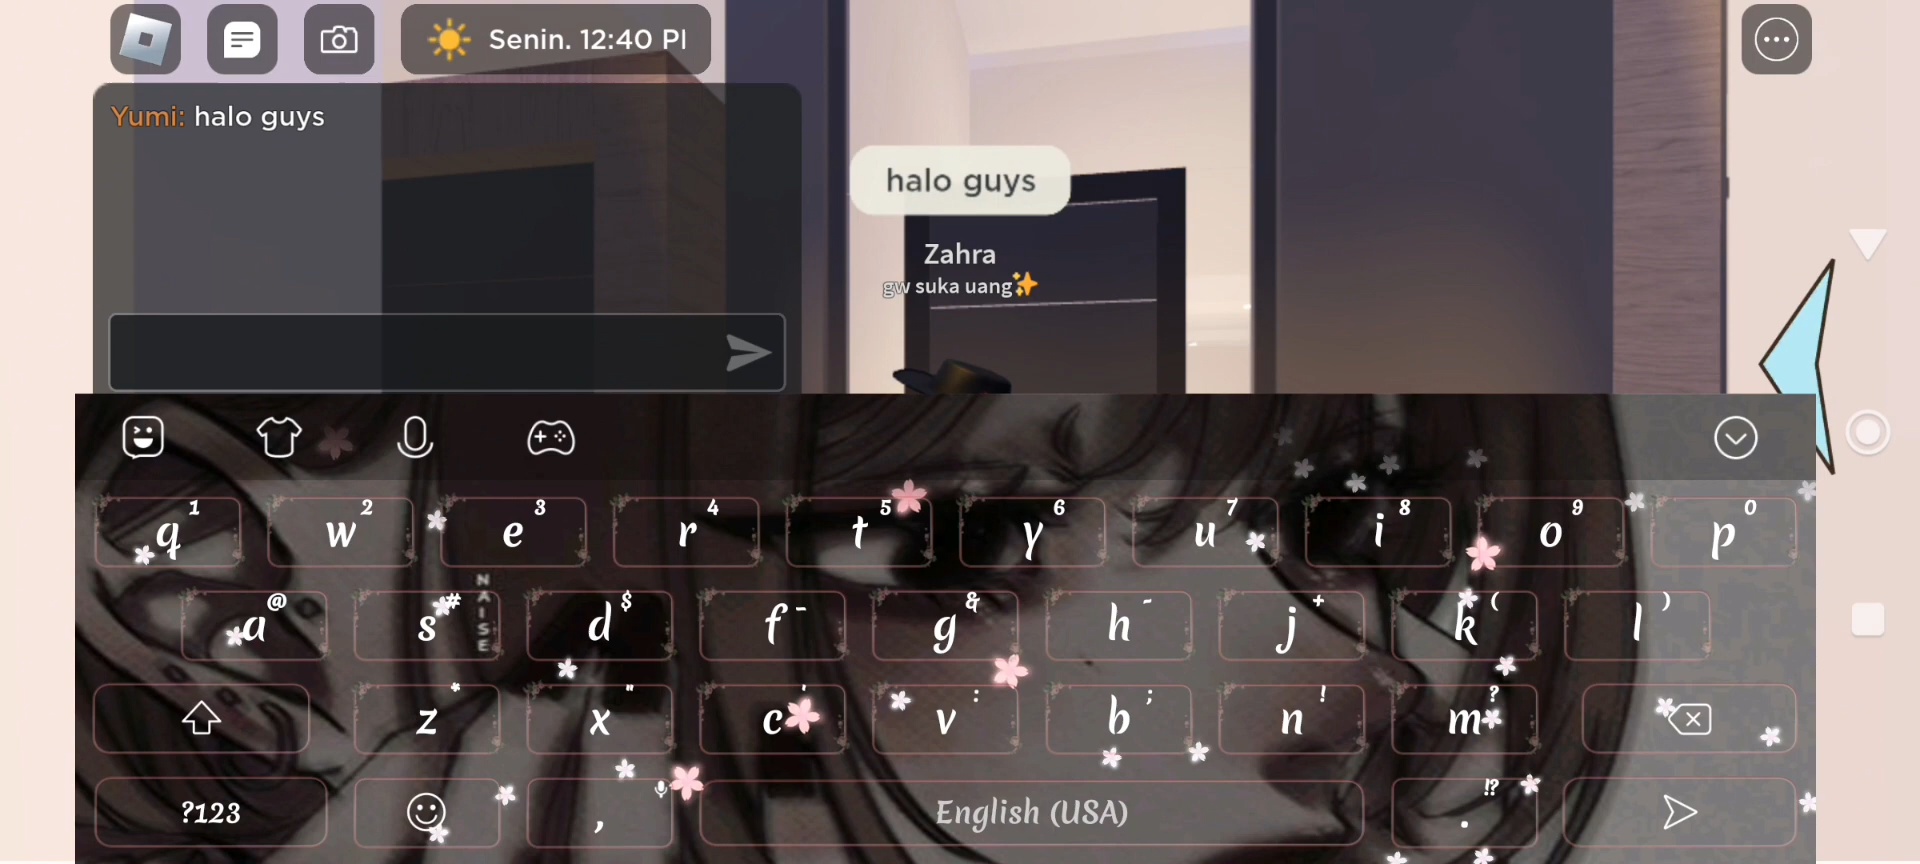 Senin. 12:40 P
Yumi: halo guys
halo guys
Zahra
gw suka uang✨
1 2 3 4 5 6 7 8 9 0
q w e r t y u i o p
@ # $ - & - + ( )
a s d f g h j k l
NAISE
* " ' : ; ! ?
z x c v b n m
!?
?123 , English (USA) .